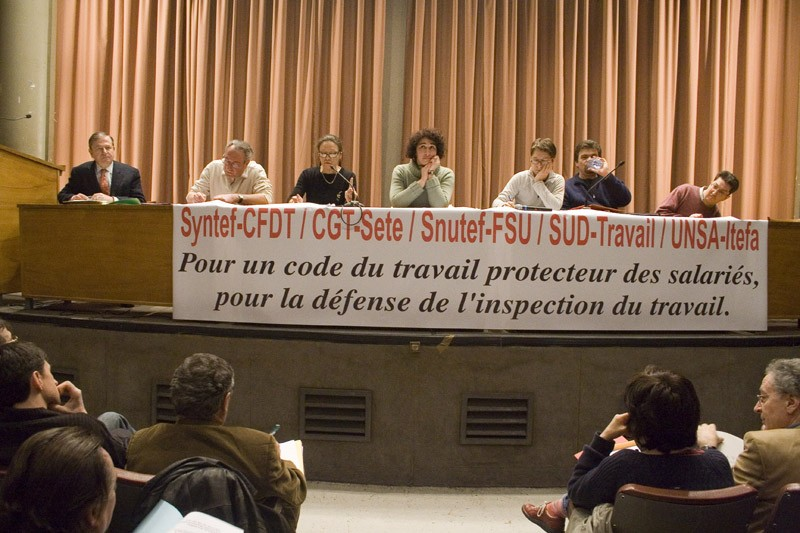 Syntef-CFDT / CGT-Sete / Snutef-FSU / SUD-Travail / UNSA-Itefa
Pour un code du travail protecteur des salariés,
pour la défense de l'inspection du travail.